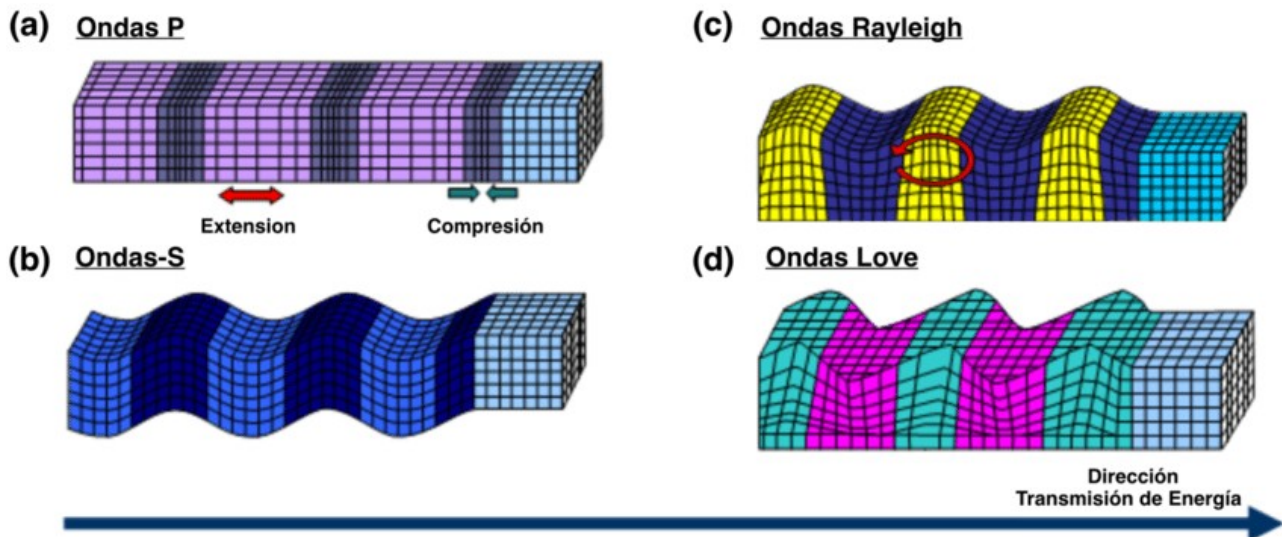 (a) Ondas P
Extension
Compresión
(b) Ondas-S
(c) Ondas Rayleigh
(d) Ondas Love
Dirección
Transmisión de Energía